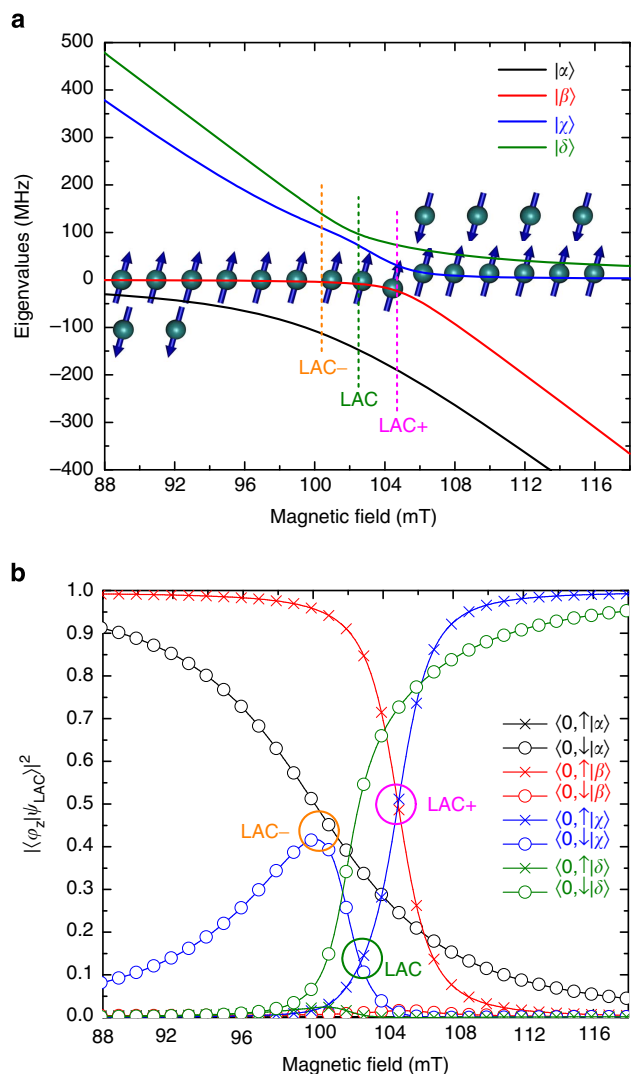 a
500
400
300
200
100
0
−100
−200
−300
−400
Eigenvalues (MHz)
|α⟩
|β⟩
|χ⟩
|δ⟩
LAC−
LAC
LAC+
88 92 96 100 104 108 112 116
Magnetic field (mT)
b
1.0
0.9
0.8
0.7
0.6
0.5
0.4
0.3
0.2
0.1
0.0
|⟨φz|ψLAC⟩|²
⟨0,↑|α⟩
⟨0,↓|α⟩
⟨0,↑|β⟩
⟨0,↓|β⟩
⟨0,↑|χ⟩
⟨0,↓|χ⟩
⟨0,↑|δ⟩
⟨0,↓|δ⟩
LAC+
LAC−
LAC
88 92 96 100 104 108 112 116
Magnetic field (mT)